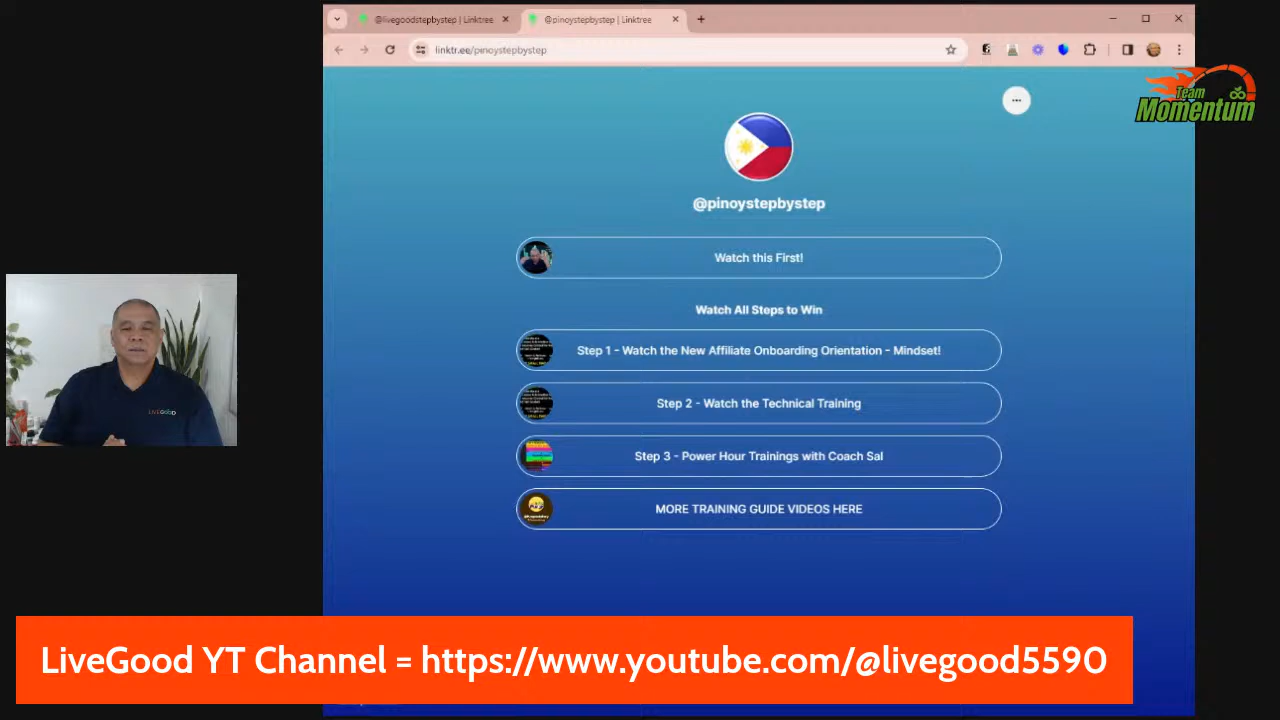 @livegoodstepbystep | Linktree
@pinoystepbystep | Linktree
linktr.ee/pinoystepbystep
Team
Momentum
@pinoystepbystep
Watch this First!
Watch All Steps to Win
Step 1 - Watch the New Affiliate Onboarding Orientation - Mindset!
Step 2 - Watch the Technical Training
Step 3 - Power Hour Trainings with Coach Sal
MORE TRAINING GUIDE VIDEOS HERE
LIVEGOOD
LiveGood YT Channel = https://www.youtube.com/@livegood5590